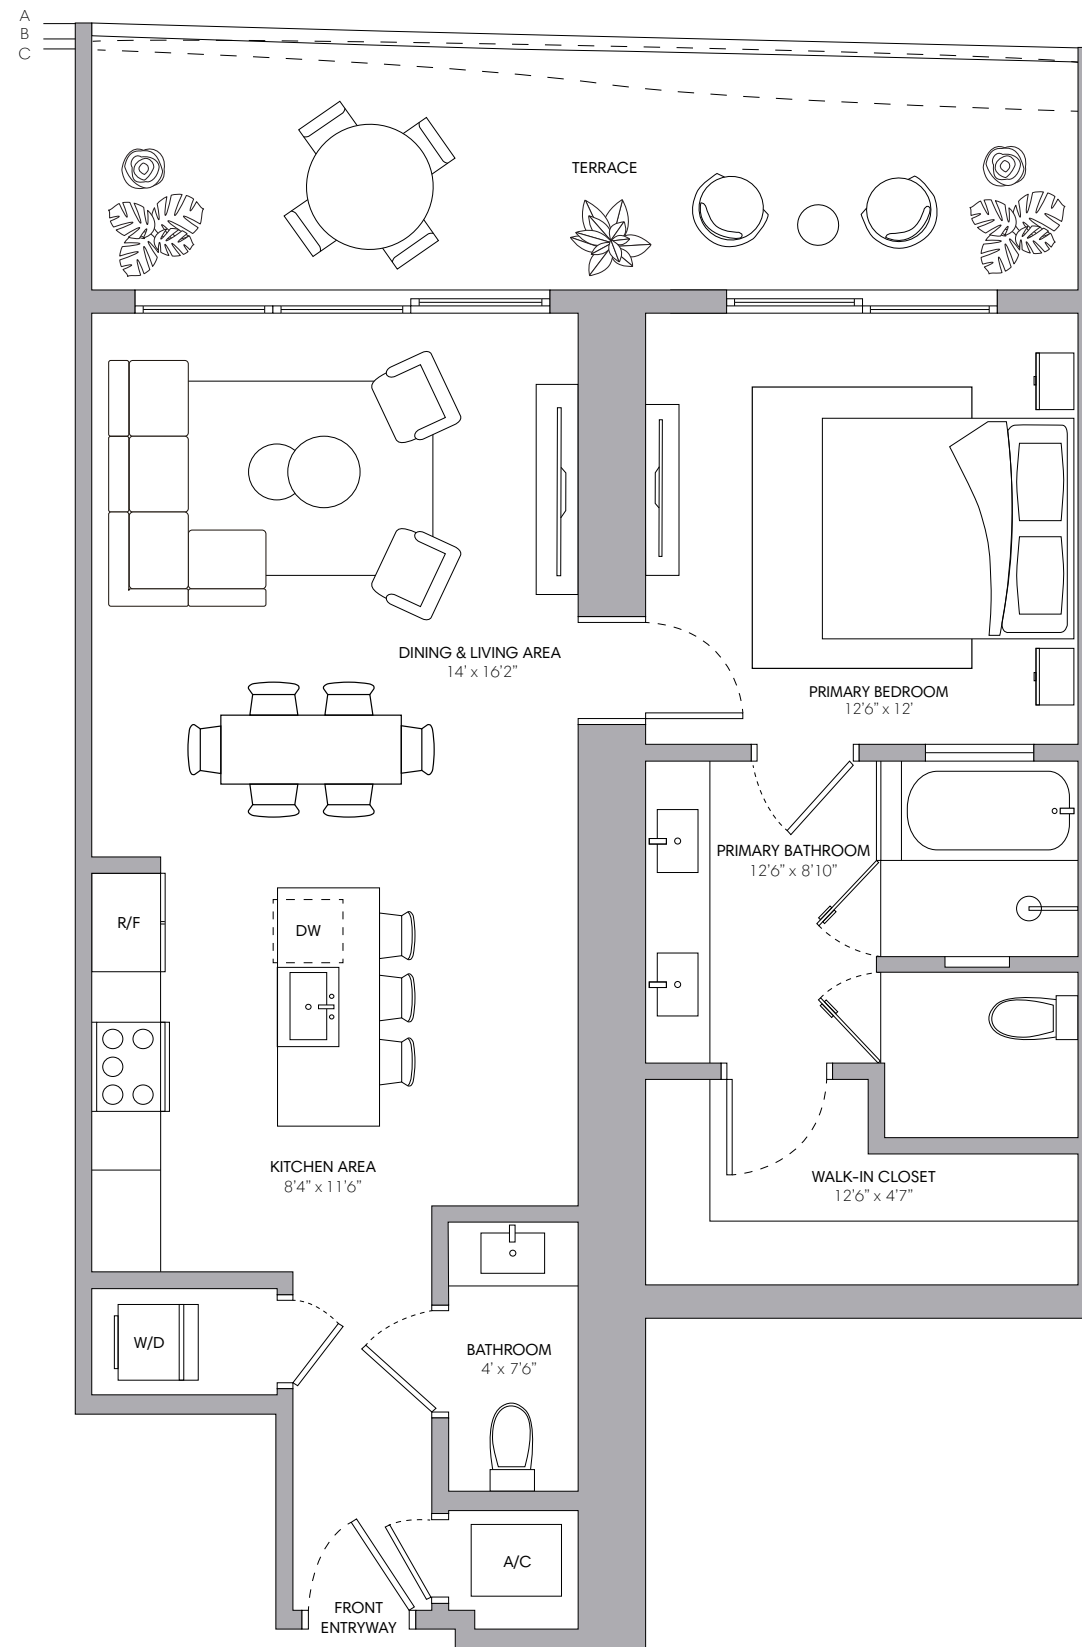 A
B
C
TERRACE
DINING & LIVING AREA
14' x 16'2"
PRIMARY BEDROOM
12'6" x 12'
PRIMARY BATHROOM
12'6" x 8'10"
R/F
DW
KITCHEN AREA
8'4" x 11'6"
WALK-IN CLOSET
12'6" x 4'7"
W/D
BATHROOM
4' x 7'6"
A/C
FRONT
ENTRYWAY